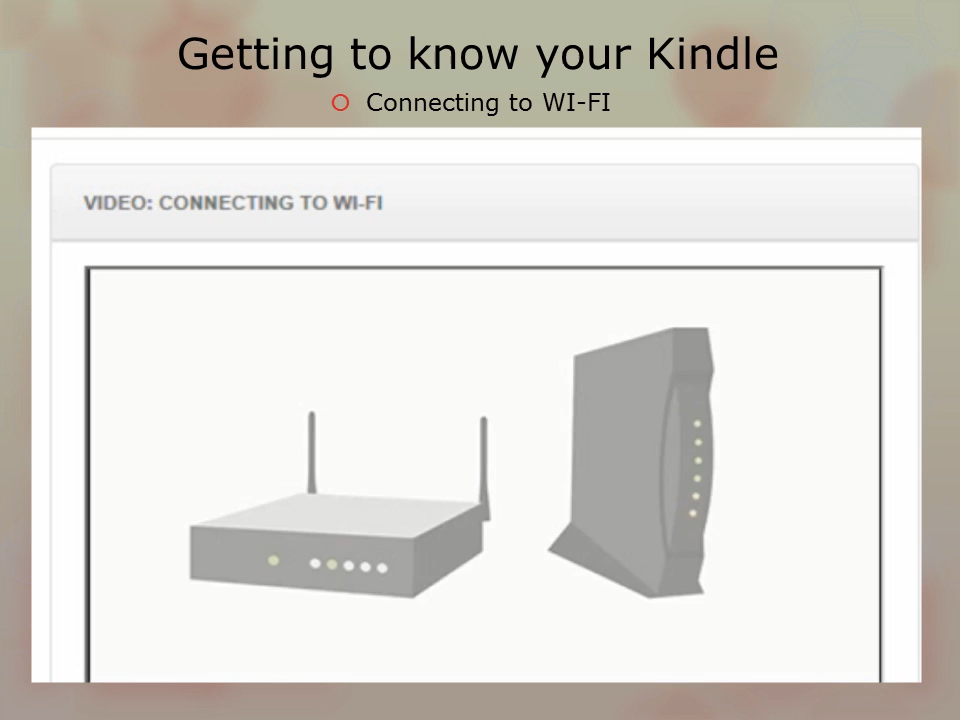 Getting to know your Kindle
Connecting to WI-FI
VIDEO: CONNECTING TO WI-FI